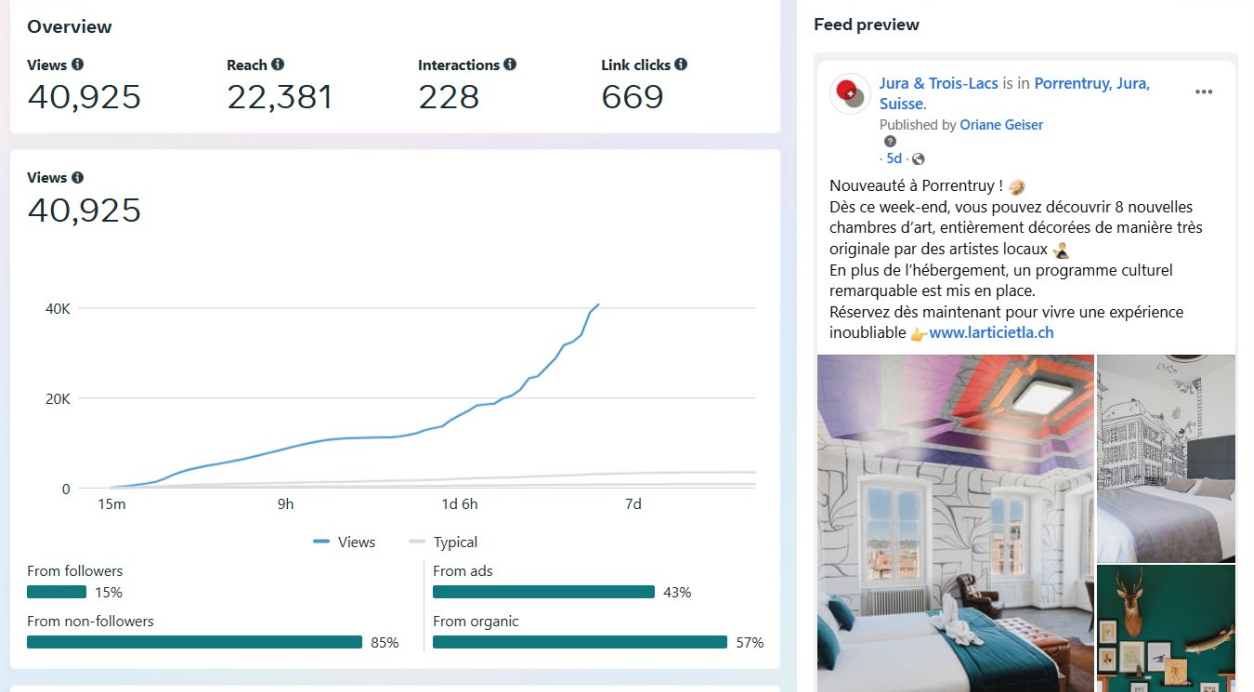 Overview
Views
Reach
Interactions
Link clicks
40,925
22,381
228
669
Views
40,925
40K
20K
0
15m
9h
1d 6h
7d
Views
Typical
From followers
15%
From non-followers
85%
From ads
43%
From organic
57%
Feed preview
Jura & Trois-Lacs is in Porrentruy, Jura,
Suisse.
Published by Oriane Geiser
· 5d ·
Nouveauté à Porrentruy !
Dès ce week-end, vous pouvez découvrir 8 nouvelles
chambres d'art, entièrement décorées de manière très
originale par des artistes locaux
En plus de l'hébergement, un programme culturel
remarquable est mis en place.
Réservez dès maintenant pour vivre une expérience
inoubliable 👉www.larticietla.ch